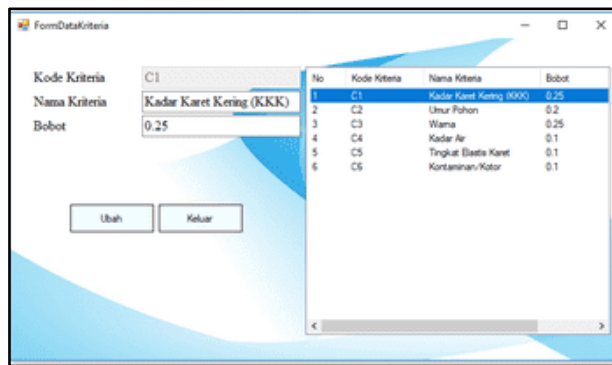 FormDataKriteria
Kode Kriteria C1
Nama Kriteria Kadar Karet Kering (KKK)
Bobot 0.25
Ubah Keluar
No Kode Kriteria Nama Kriteria Bobot
1 C1 Kadar Karet Kering (KKK) 0.25
2 C2 Umur Pohon 0.2
3 C3 Warna 0.25
4 C4 Kadar Air 0.1
5 C5 Tingkat Elastis Karet 0.1
6 C6 Kontaminan/Kotor 0.1